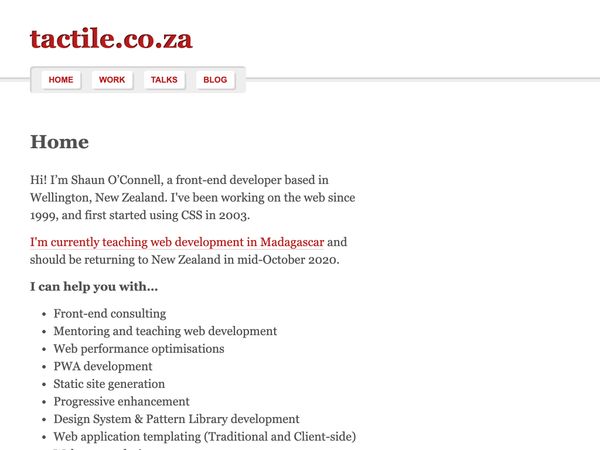 tactile.co.za
HOME WORK TALKS BLOG
Home
Hi! I’m Shaun O’Connell, a front-end developer based in
Wellington, New Zealand. I've been working on the web since
1999, and first started using CSS in 2003.
I'm currently teaching web development in Madagascar and
should be returning to New Zealand in mid-October 2020.
I can help you with…
• Front-end consulting
• Mentoring and teaching web development
• Web performance optimisations
• PWA development
• Static site generation
• Progressive enhancement
• Design System & Pattern Library development
• Web application templating (Traditional and Client-side)